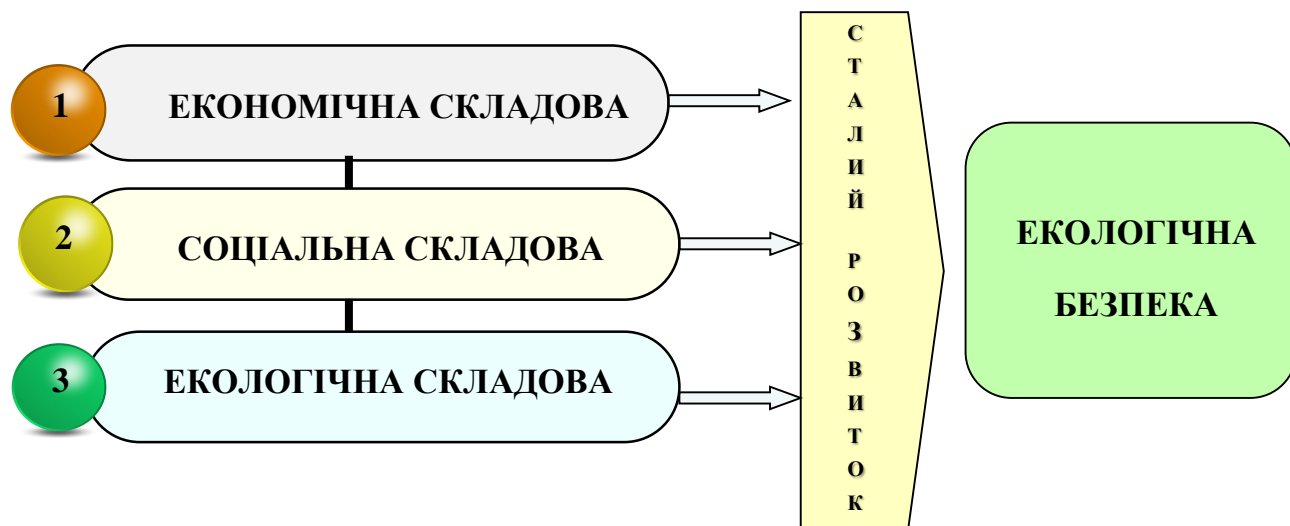 1
ЕКОНОМІЧНА СКЛАДОВА
2
СОЦІАЛЬНА СКЛАДОВА
3
ЕКОЛОГІЧНА СКЛАДОВА
СТАЛИЙ РОЗВИТОК
ЕКОЛОГІЧНА
БЕЗПЕКА